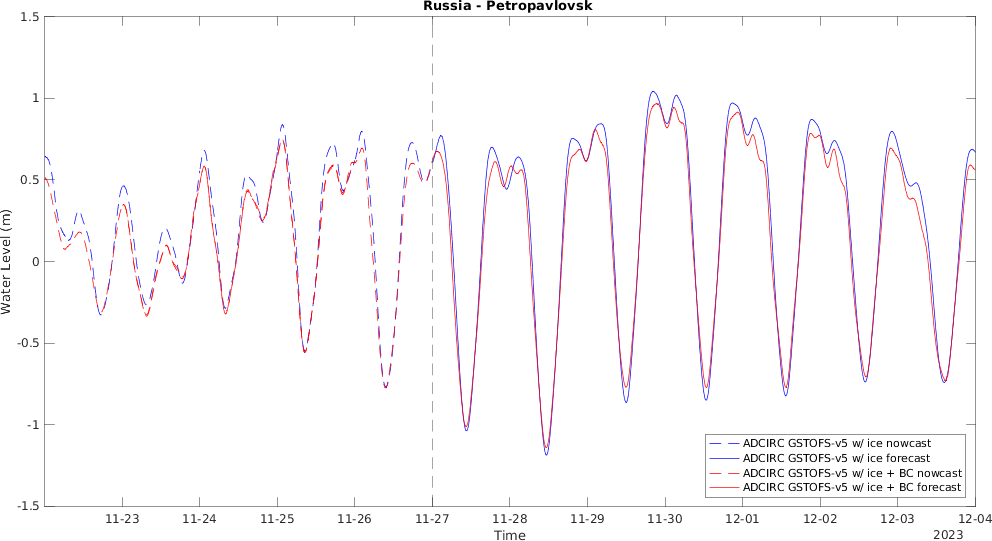 Russia - Petropavlovsk
1.5
1
0.5
0
-0.5
-1
-1.5
Water Level (m)
ADCIRC GSTOFS-v5 w/ ice nowcast
ADCIRC GSTOFS-v5 w/ ice forecast
ADCIRC GSTOFS-v5 w/ ice + BC nowcast
ADCIRC GSTOFS-v5 w/ ice + BC forecast
11-23 11-24 11-25 11-26 11-27 11-28 11-29 11-30 12-01 12-02 12-03 12-04
Time
2023